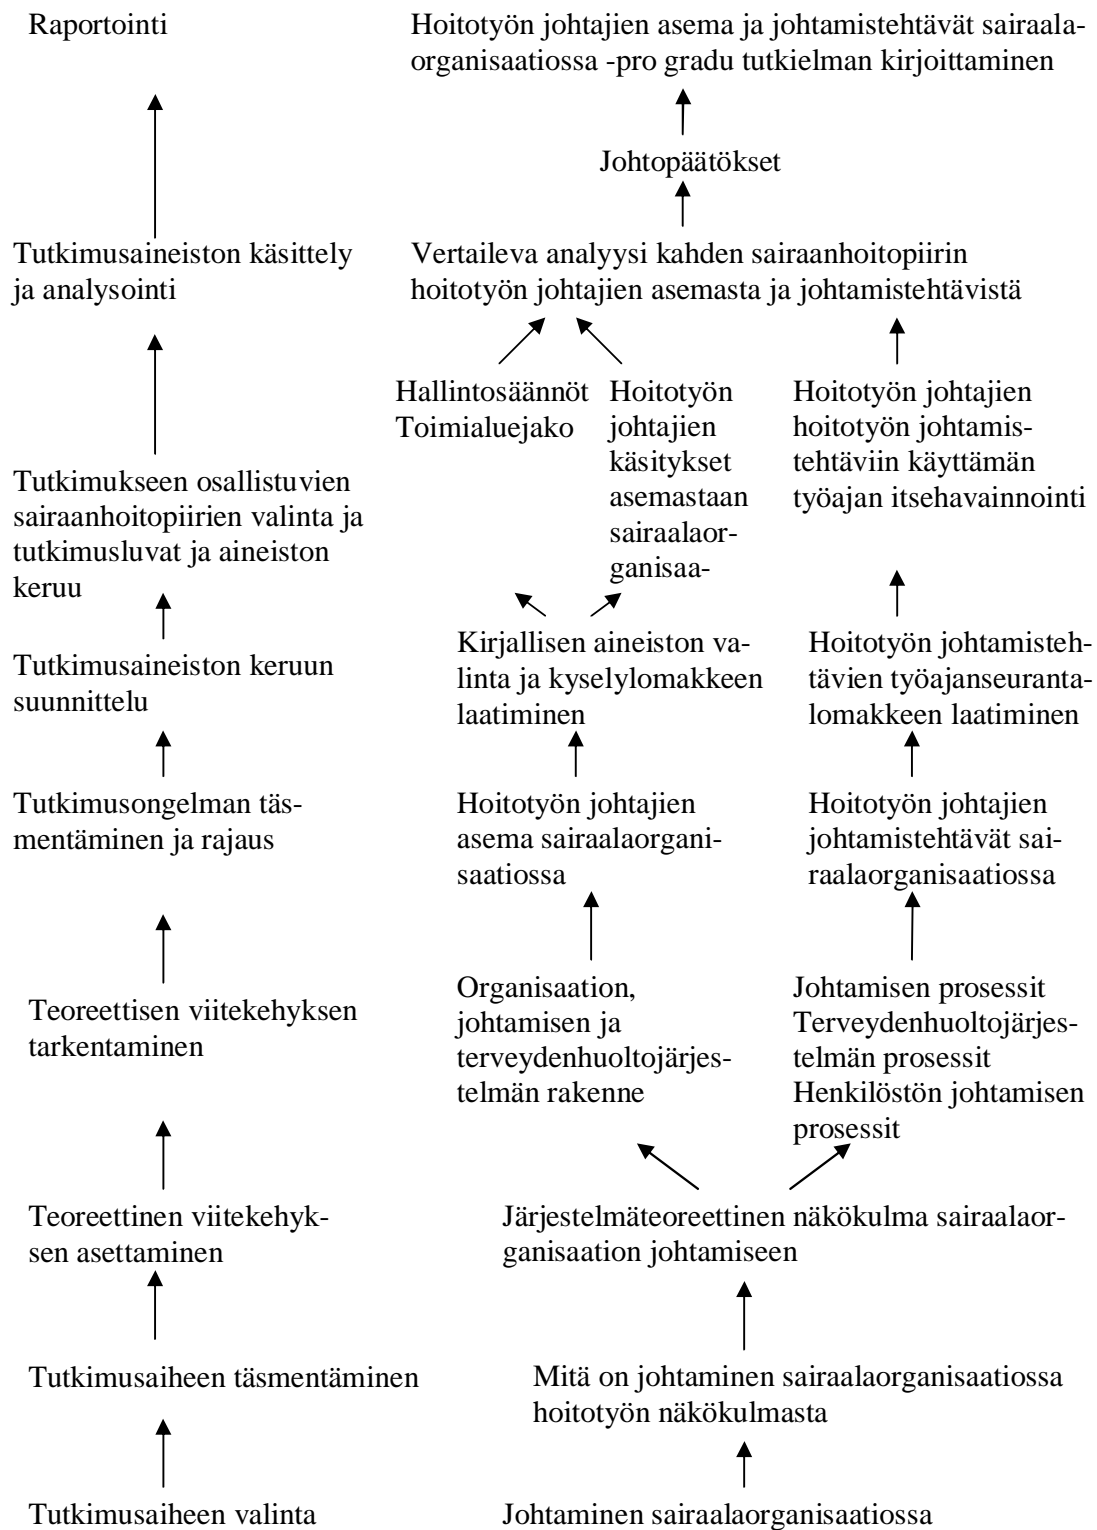 Raportointi
Hoitotyön johtajien asema ja johtamistehtävät sairaala-
organisaatiossa -pro gradu tutkielman kirjoittaminen
Johtopäätökset
Tutkimusaineiston käsittely
ja analysointi
Vertaileva analyysi kahden sairaanhoitopiirin
hoitotyön johtajien asemasta ja johtamistehtävistä
Hallintosäännöt
Toimialuejako
Hoitotyön
johtajien
käsitykset
asemastaan
sairaalaor-
ganisaa-
Hoitotyön johtajien
hoitotyön johtamis-
tehtäviin käyttämän
työajan itsehavainnointi
Tutkimukseen osallistuvien
sairaanhoitopiirien valinta ja
tutkimusluvat ja aineiston
keruu
Tutkimusaineiston keruun
suunnittelu
Kirjallisen aineiston va-
linta ja kyselylomakkeen
laatiminen
Hoitotyön johtamisteh-
tävien työajanseuranta-
lomakkeen laatiminen
Tutkimusongelman täs-
mentäminen ja rajaus
Hoitotyön johtajien
asema sairaalaorgani-
saatiossa
Hoitotyön johtajien
johtamistehtävät sai-
raalaorganisaatiossa
Teoreettisen viitekehyksen
tarkentaminen
Organisaation,
johtamisen ja
terveydenhuoltojärjes-
telmän rakenne
Johtamisen prosessit
Terveydenhuoltojärjes-
telmän prosessit
Henkilöstön johtamisen
prosessit
Teoreettinen viitekehyk-
sen asettaminen
Järjestelmäteoreettinen näkökulma sairaalaor-
ganisaation johtamiseen
Tutkimusaiheen täsmentäminen
Mitä on johtaminen sairaalaorganisaatiossa
hoitotyön näkökulmasta
Tutkimusaiheen valinta
Johtaminen sairaalaorganisaatiossa